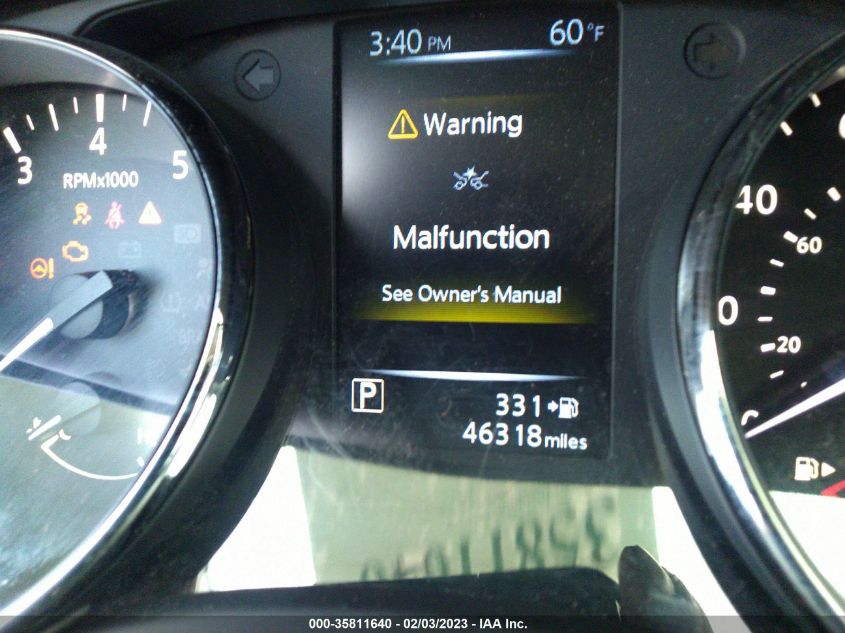 3:40 PM 60°F
Warning
Malfunction
See Owner's Manual
P
331
46318 miles
3 4 5
RPMx1000
40
60
0
20
000-35811640 - 02/03/2023 - IAA Inc.